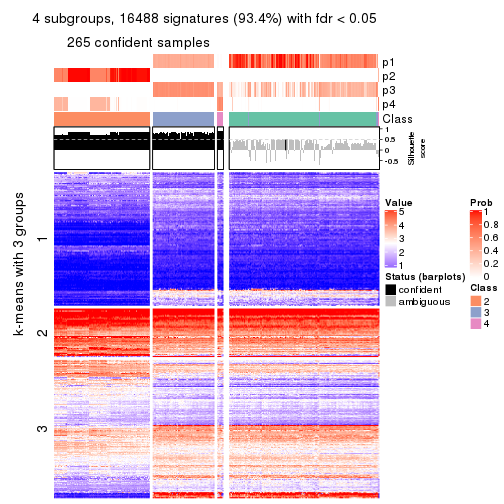 4 subgroups, 16488 signatures (93.4%) with fdr < 0.05
265 confident samples
p1
p2
p3
p4
Class
1
0.5
0
-0.5
Silhouette
score
k-means with 3 groups
1
2
3
Value
5
4
3
2
1
Status (barplots)
confident
ambiguous
Prob
1
0.8
0.6
0.4
0.2
0
Class
2
3
4